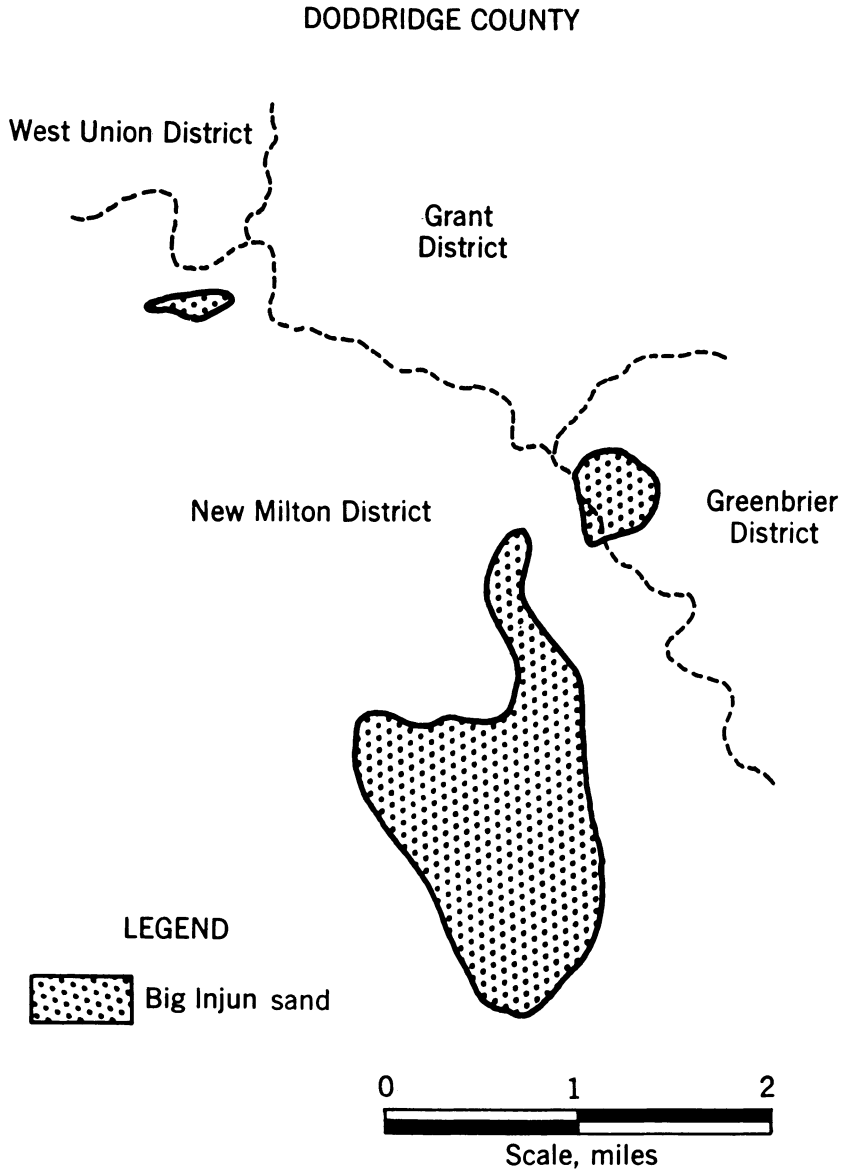 DODDRIDGE COUNTY
West Union District
Grant
District
New Milton District
Greenbrier
District
LEGEND
Big Injun sand
0 1 2
Scale, miles